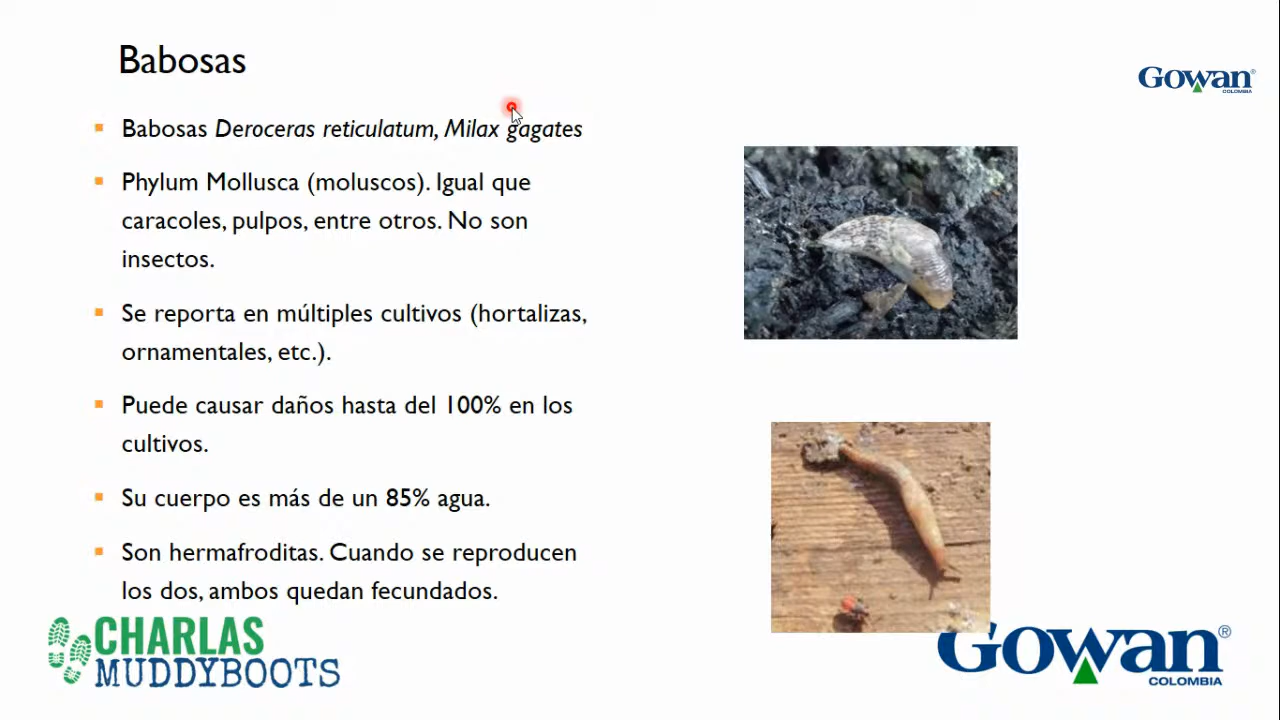 Babosas
Gowan®
COLOMBIA
Babosas Deroceras reticulatum, Milax gagates
Phylum Mollusca (moluscos). Igual que
caracoles, pulpos, entre otros. No son
insectos.
Se reporta en múltiples cultivos (hortalizas,
ornamentales, etc.).
Puede causar daños hasta del 100% en los
cultivos.
Su cuerpo es más de un 85% agua.
Son hermafroditas. Cuando se reproducen
los dos, ambos quedan fecundados.
CHARLAS
MUDDYBOOTS
Gowan®
COLOMBIA